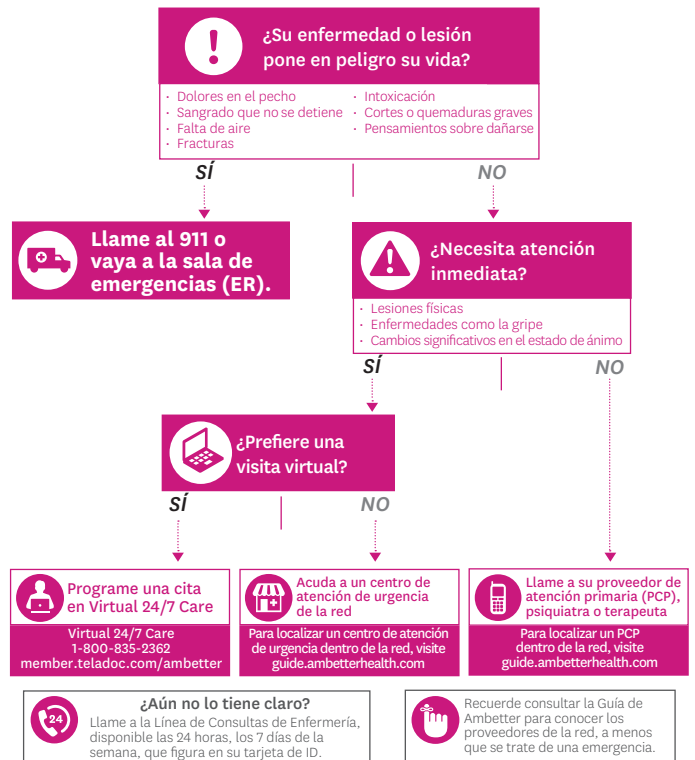 ¿Su enfermedad o lesión
pone en peligro su vida?
· Dolores en el pecho
· Sangrado que no se detiene
· Falta de aire
· Fracturas
· Intoxicación
· Cortes o quemaduras graves
· Pensamientos sobre dañarse
SÍ
NO
Llame al 911 o
vaya a la sala de
emergencias (ER).
¿Necesita atención
inmediata?
· Lesiones físicas
· Enfermedades como la gripe
· Cambios significativos en el estado de ánimo
SÍ
NO
¿Prefiere una
visita virtual?
SÍ
NO
Programe una cita
en Virtual 24/7 Care
Virtual 24/7 Care
1-800-835-2362
member.teladoc.com/ambetter
Acuda a un centro de
atención de urgencia
de la red
Para localizar un centro de atención
de urgencia dentro de la red, visite
guide.ambetterhealth.com
Llame a su proveedor de
atención primaria (PCP),
psiquiatra o terapeuta
Para localizar un PCP
dentro de la red, visite
guide.ambetterhealth.com
24
¿Aún no lo tiene claro?
Llame a la Línea de Consultas de Enfermería,
disponible las 24 horas, los 7 días de la
semana, que figura en su tarjeta de ID.
Recuerde consultar la Guía de
Ambetter para conocer los
proveedores de la red, a menos
que se trate de una emergencia.